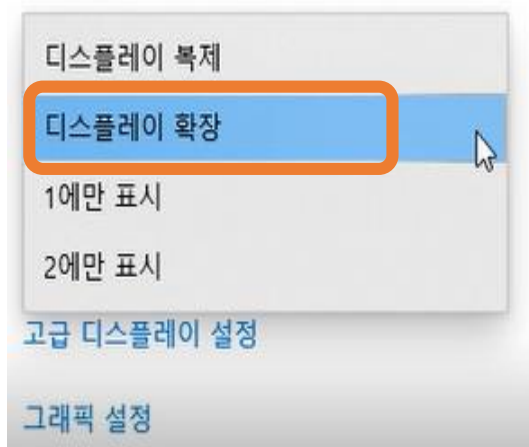 디스플레이 복제
디스플레이 확장
1에만 표시
2에만 표시
고급 디스플레이 설정
그래픽 설정